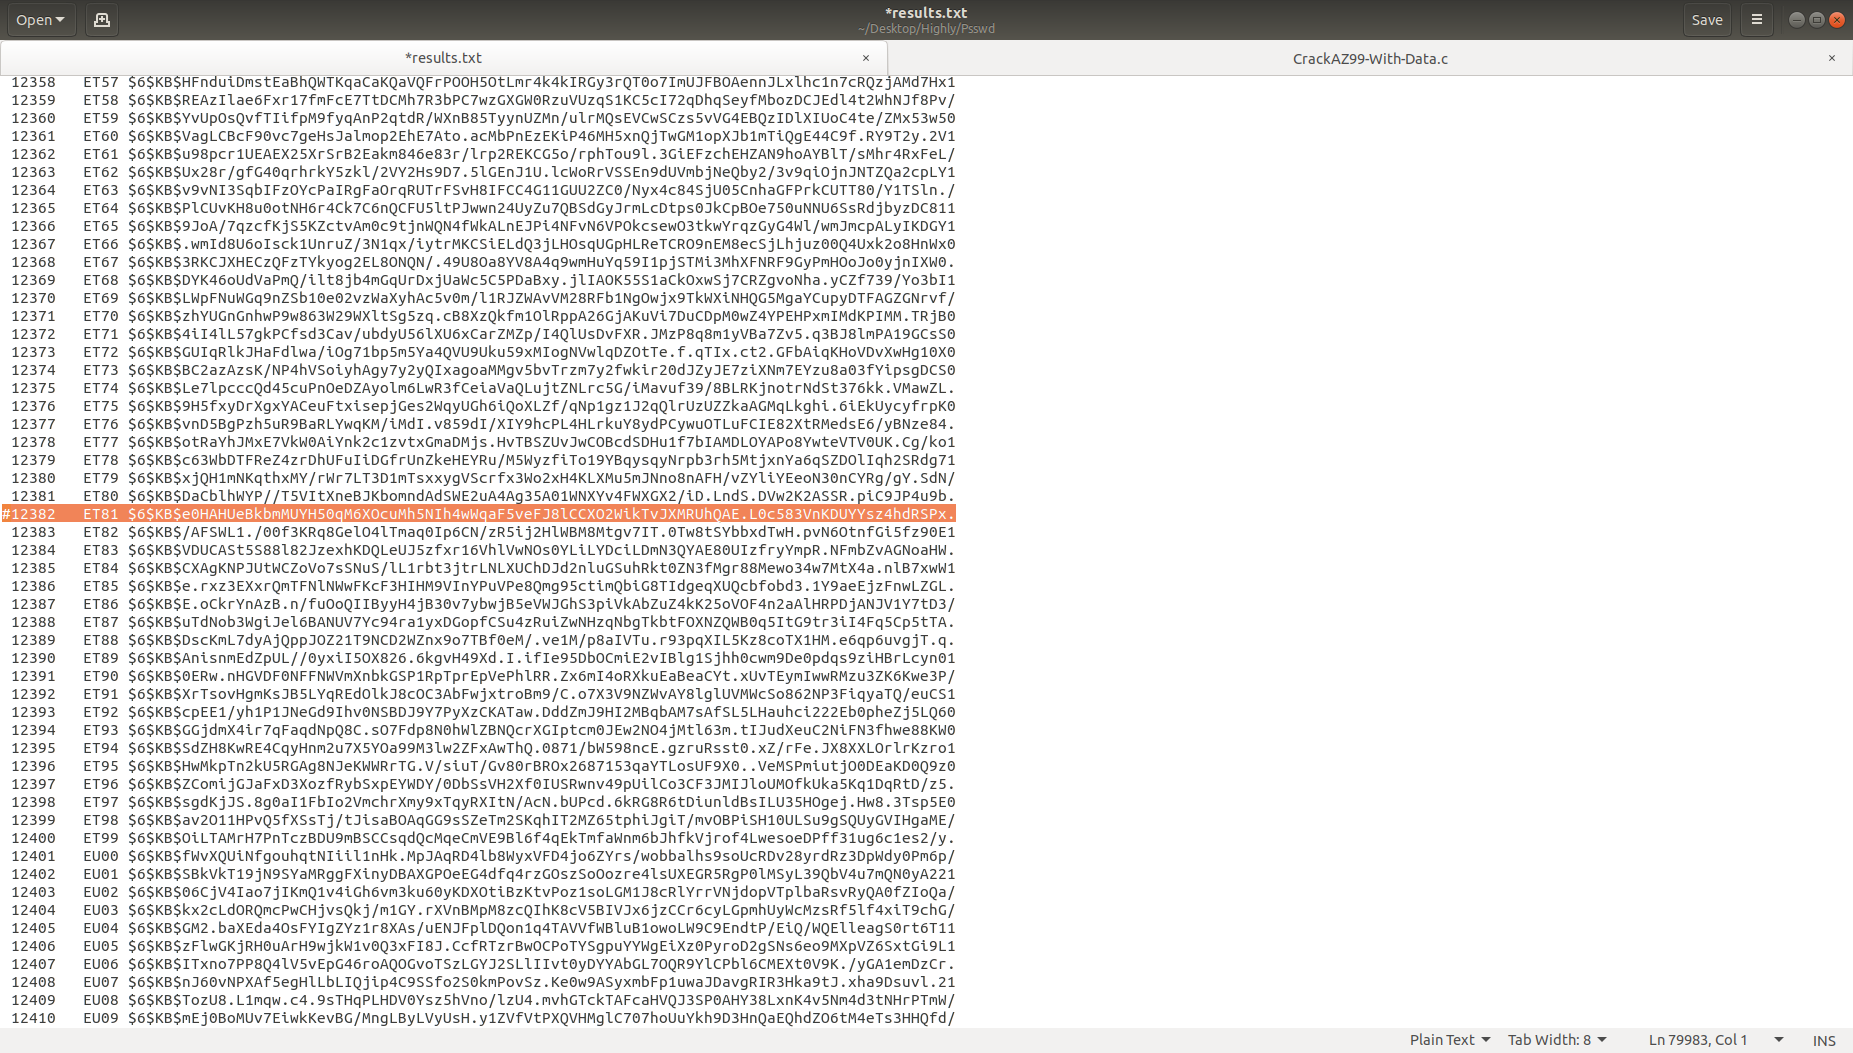 Open
*results.txt
~/Desktop/Highly/Psswd
Save
*results.txt ×
CrackAZ99-With-Data.c ×
12358 ET57 $6$KB$HFnduiDmstEaBhQWTKqaCaKQaVQFrPOOH5OtLmr4k4kIRGy3rQT0o7ImUJFBOAennJLxlhc1n7cRQzjAMd7Hx1
12359 ET58 $6$KB$REAzIlae6Fxr17fmFcE7TtDCMh7R3bPC7wzGXGW0RzuVUzqS1KC5cI72qDhqSeyfMbozDCJEdl4t2WhNJf8Pv/
12360 ET59 $6$KB$YvUpOsQvfTIifpM9fyqAnP2qtdR/WXnB85TyynUZMn/ulrMQsEVCwSCzs5vVG4EBQzIDlXIUoC4te/ZMx53w50
12361 ET60 $6$KB$VagLCBcF90vc7geHsJalmop2EhE7Ato.acMbPnEzEKiP46MH5xnQjTwGM1opXJb1mTiQgE44C9f.RY9T2y.2V1
12362 ET61 $6$KB$u98pcr1UEAEX25XrSrB2Eakm846e83r/lrp2REKCG5o/rphTou9l.3GiEFzchEHZAN9hoAYBlT/sMhr4RxFeL/
12363 ET62 $6$KB$Ux28r/gfG40qrhrkY5zkl/2VY2Hs9D7.5lGEnJ1U.lcWoRrVSSEn9dUVmbjNeQby2/3v9qiOjnJNTZQa2cpLY1
12364 ET63 $6$KB$v9vNI3SqbIFzOYcPaIRgFaOrqRUTrFSvH8IFCC4G11GUU2ZC0/Nyx4c84SjU05CnhaGFPrkCUTT80/Y1TSln./
12365 ET64 $6$KB$PlCUvKH8u0otNH6r4Ck7C6nQCFU5ltPJwwn24UyZu7QBSdGyJrmLcDtps0JkCpBOe750uNNU6SsRdjbyzDC811
12366 ET65 $6$KB$9JoA/7qzcfKjS5KZctvAm0c9tjnWQN4fWkALnEJPi4NFvN6VPOkcsewO3tkwYrqzGyG4Wl/wmJmcpALyIKDGY1
12367 ET66 $6$KB$.wmId8U6oIsck1UnruZ/3N1qx/iytrMKCSiELdQ3jLHOsqUGpHLReTCRO9nEM8ecSjLhjuz00Q4Uxk2o8HnWx0
12368 ET67 $6$KB$3RKCJXHECzQFzTYkyog2EL8ONQN/.49U8Oa8YV8A4q9wmHuYq59I1pjSTMi3MhXFNRF9GyPmHOoJo0yjnIXW0.
12369 ET68 $6$KB$DYK46oUdVaPmQ/ilt8jb4mGqUrDxjUaWc5C5PDaBxy.jlIAOK55S1aCkOxwSj7CRZgvoNha.yCZf739/Yo3bI1
12370 ET69 $6$KB$LWpFNuWGq9nZSb10e02vzWaXyhAc5v0m/l1RJZWAvVM28RFb1NgOwjx9TkWXiNHQG5MgaYCupyDTFAGZGNrvf/
12371 ET70 $6$KB$zhYUGnGnhwP9w863W29WXltSg5zq.cB8XzQkfm1OlRppA26GjAKuVi7DuCDpM0wZ4YPEHPxmIMdKPIMM.TRjB0
12372 ET71 $6$KB$4iI4lL57gkPCfsd3Cav/ubdyU56lXU6xCarZMZp/I4QlUsDvFXR.JMzP8q8m1yVBa7Zv5.q3BJ8lmPA19GCsS0
12373 ET72 $6$KB$GUIqRlkJHaFdlwa/iOg71bp5m5Ya4QVU9Uku59xMIogNVwlqDZOtTe.f.qTIx.ct2.GFbAiqKHoVDvXwHg10X0
12374 ET73 $6$KB$BC2azAzsK/NP4hVSoiyhAgy7y2yQIxagoaMMgv5bvTrzm7y2fwkir20dJZyJE7ziXNm7EYzu8a03fYipsgDCS0
12375 ET74 $6$KB$Le7lpcccQd45cuPnOeDZAyolm6LwR3fCeiaVaQLujtZNLrc5G/iMavuf39/8BLRKjnotrNdSt376kk.VMawZL.
12376 ET75 $6$KB$9H5fxyDrXgxYACeuFtxisepjGes2WqyUGh6iQoXLZf/qNp1gz1J2qQlrUzUZZkaAGMqLkghi.6iEkUycyfrpK0
12377 ET76 $6$KB$vnD5BgPzh5uR9BaRLYwqKM/iMdI.v859dI/XIY9hcPL4HLrkuY8ydPCywuOTLuFCIE82XtRMedsE6/yBNze84.
12378 ET77 $6$KB$otRaYhJMxE7VkW0AiYnk2c1zvtxGmaDMjs.HvTBSZUvJwCOBcdSDHu1f7bIAMDLOYAPo8YwteVTV0UK.Cg/ko1
12379 ET78 $6$KB$c63WbDTFReZ4zrDhUFuIiDGfrUnZkeHEYRu/M5WyzfiTo19YBqysqyNrpb3rh5MtjxnYa6qSZDOlIqh2SRdg71
12380 ET79 $6$KB$xjQH1mNKqthxMY/rWr7LT3D1mTsxxygVScrfx3Wo2xH4KLXMu5mJNno8nAFH/vZYliYEeoN30nCYRg/gY.SdN/
12381 ET80 $6$KB$DaCblhWYP//T5VItXneBJKbomndAdSWE2uA4Ag35A01WNXYv4FWXGX2/iD.LndS.DVw2K2ASSR.piC9JP4u9b.
#12382 ET81 $6$KB$e0HAHUeBkbmMUYH50qM6XOcuMh5NIh4wWqaF5veFJ8lCCXO2WikTvJXMRUhQAE.L0c583VnKDUYYsz4hdRSPx.
12383 ET82 $6$KB$/AFSWL1./00f3KRq8GelO4lTmaq0Ip6CN/zR5ij2HlWBM8Mtgv7IT.0Tw8tSYbbxdTwH.pvN6OtnfGi5fz90E1
12384 ET83 $6$KB$VDUCASt5S88l82JzexhKDQLeUJ5zfxr16VhlVwNOs0YLiLYDciLDmN3QYAE80UIzfryYmpR.NFmbZvAGNoaHW.
12385 ET84 $6$KB$CXAgKNPJUtWCZoVo7sSNuS/lL1rbt3jtrLNLXUChDJd2nluGSuhRkt0ZN3fMgr88Mewo34w7MtX4a.nlB7xwW1
12386 ET85 $6$KB$e.rxz3EXxrQmTFNlNWwFKcF3HIHM9VInYPuVPe8Qmg95ctimQbiG8TIdgeqXUQcbfobd3.1Y9aeEjzFnwLZGL.
12387 ET86 $6$KB$E.oCkrYnAzB.n/fuOoQIIByyH4jB30v7ybwjB5eVWJGhS3piVkAbZuZ4kK25oVOF4n2aAlHRPDjANJV1Y7tD3/
12388 ET87 $6$KB$uTdNob3WgiJel6BANUV7Yc94ra1yxDGopfCSu4zRuiZwNHzqNbgTkbtFOXNZQWB0q5ItG9tr3iI4Fq5Cp5tTA.
12389 ET88 $6$KB$DscKmL7dyAjQppJOZ21T9NCD2WZnx9o7TBf0eM/.ve1M/p8aIVTu.r93pqXIL5Kz8coTX1HM.e6qp6uvgjT.q.
12390 ET89 $6$KB$AnisnmEdZpUL//0yxiI5OX826.6kgvH49Xd.I.ifIe95DbOCmiE2vIBlg1Sjhh0cwm9De0pdqs9ziHBrLcyn01
12391 ET90 $6$KB$0ERw.nHGVDF0NFFNWVmXnbkGSP1RpTprEpVePhlRR.Zx6mI4oRXkuEaBeaCYt.xUvTEymIwwRMzu3ZK6Kwe3P/
12392 ET91 $6$KB$XrTsovHgmKsJB5LYqREdOlkJ8cOC3AbFwjxtroBm9/C.o7X3V9NZWvAY8lglUVMWcSo862NP3FiqyaTQ/euCS1
12393 ET92 $6$KB$cpEE1/yh1P1JNeGd9Ihv0NSBDJ9Y7PyXzCKATaw.DddZmJ9HI2MBqbAM7sAfSL5LHauhci222Eb0pheZj5LQ60
12394 ET93 $6$KB$GGjdmX4ir7qFaqdNpQ8C.sO7Fdp8N0hWlZBNQcrXGIptcm0JEw2NO4jMtl63m.tIJudXeuC2NiFN3fhwe88KW0
12395 ET94 $6$KB$SdZH8KwRE4CqyHnm2u7X5YOa99M3lw2ZFxAwThQ.0871/bW598ncE.gzruRsst0.xZ/rFe.JX8XXLOrlrKzro1
12396 ET95 $6$KB$HwMkpTn2kU5RGAg8NJeKWWRrTG.V/siuT/Gv80rBROx2687153qaYTLosUF9X0..VeMSPmiutjO0DEaKD0Q9z0
12397 ET96 $6$KB$ZComijGJaFxD3XozfRybSxpEYWDY/0DbSsVH2Xf0IUSRwnv49pUilCo3CF3JMIJloUMOfkUka5Kq1DqRtD/z5.
12398 ET97 $6$KB$sgdKjJS.8g0aI1FbIo2VmchrXmy9xTqyRXItN/AcN.bUPcd.6kRG8R6tDiunldBsILU35HOgej.Hw8.3Tsp5E0
12399 ET98 $6$KB$av2O11HPvQ5fXSsTj/tJisaBOAqGG9sSZeTm2SKqhIT2MZ65tphiJgiT/mvOBPiSH10ULSu9gSQUyGVIHgaME/
12400 ET99 $6$KB$OiLTAMrH7PnTczBDU9mBSCCsqdQcMqeCmVE9Bl6f4qEkTmfaWnm6bJhfkVjrof4LwesoeDPff31ug6c1es2/y.
12401 EU00 $6$KB$fWvXQUiNfgouhqtNIiil1nHk.MpJAqRD4lb8WyxVFD4jo6ZYrs/wobbalhs9soUcRDv28yrdRz3DpWdy0Pm6p/
12402 EU01 $6$KB$SBkVkT19jN9SYaMRggFXinyDBAXGPOeEG4dfq4rzGOszSoOozre4lsUXEGR5RgP0lMSyL39QbV4u7mQN0yA221
12403 EU02 $6$KB$06CjV4Iao7jIKmQ1v4iGh6vm3ku60yKDXOtiBzKtvPoz1soLGM1J8cRlYrrVNjdopVTplbaRsvRyQA0fZIoQa/
12404 EU03 $6$KB$kx2cLdORQmcPwCHjvsQkj/m1GY.rXVnBMpM8zcQIhK8cV5BIVJx6jzCCr6cyLGpmhUyWcMzsRf5lf4xiT9chG/
12405 EU04 $6$KB$GM2.baXEda4OsFYIgZYz1r8XAs/uENJFplDQon1q4TAVVfWBluB1owoLW9C9EndtP/EiQ/WQElleagS0rt6T11
12406 EU05 $6$KB$zFlwGKjRH0uArH9wjkW1v0Q3xFI8J.CcfRTzrBwOCPoTYSgpuYYWgEiXz0PyroD2gSNs6eo9MXpVZ6SxtGi9L1
12407 EU06 $6$KB$ITxno7PP8Q4lV5vEpG46roAQOGvoTSzLGYJ2SLlIIvt0yDYYAbGL7OQR9YlCPbl6CMEXt0V9K./yGA1emDzCr.
12408 EU07 $6$KB$nJ60vNPXAf5egHlLbLIQjip4C9SSfo2S0kmPovSz.Ke0w9ASyxmbFp1uwaJDavgRIR3Hka9tJ.xha9Dsuvl.21
12409 EU08 $6$KB$TozU8.L1mqw.c4.9sTHqPLHDV0Ysz5hVno/lzU4.mvhGTckTAFcaHVQJ3SP0AHY38LxnK4v5Nm4d3tNHrPTmW/
12410 EU09 $6$KB$mEj0BoMUv7EiwkKevBG/MngLByLVyUsH.y1ZVfVtPXQVHMglC707hoUuYkh9D3HnQaEQhdZO6tM4eTs3HHQfd/
Plain Text Tab Width: 8 Ln 79983, Col 1 INS